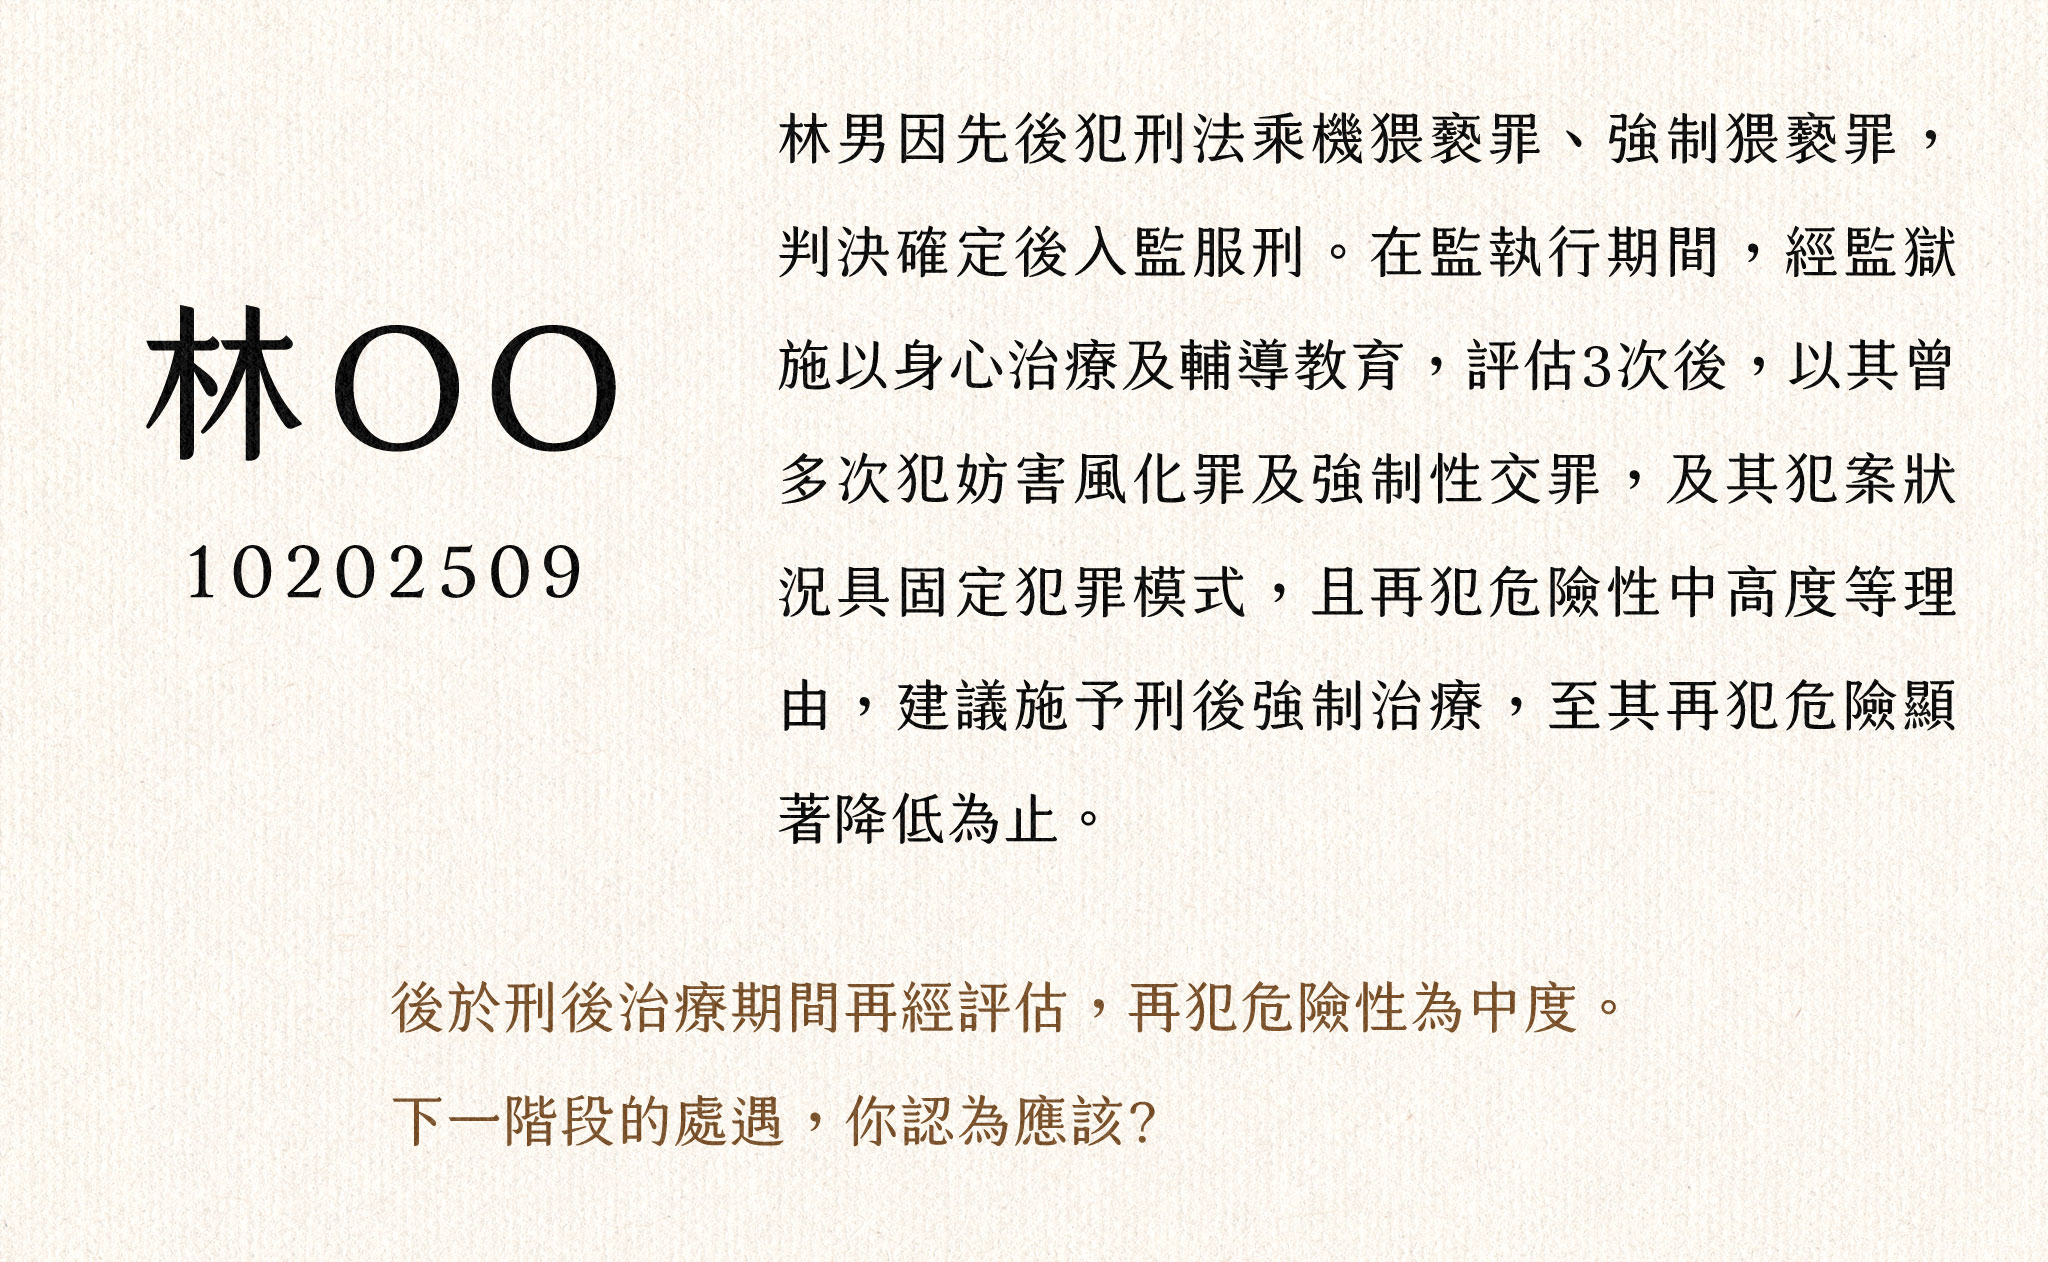 林OO
10202509
林男因先後犯刑法乘機猥褻罪、強制猥褻罪，
判決確定後入監服刑。在監執行期間，經監獄
施以身心治療及輔導教育，評估3次後，以其曾
多次犯妨害風化罪及強制性交罪，及其犯案狀
況具固定犯罪模式，且再犯危險性中高度等理
由，建議施予刑後強制治療，至其再犯危險顯
著降低為止。
後於刑後治療期間再經評估，再犯危險性為中度。
下一階段的處遇，你認為應該?